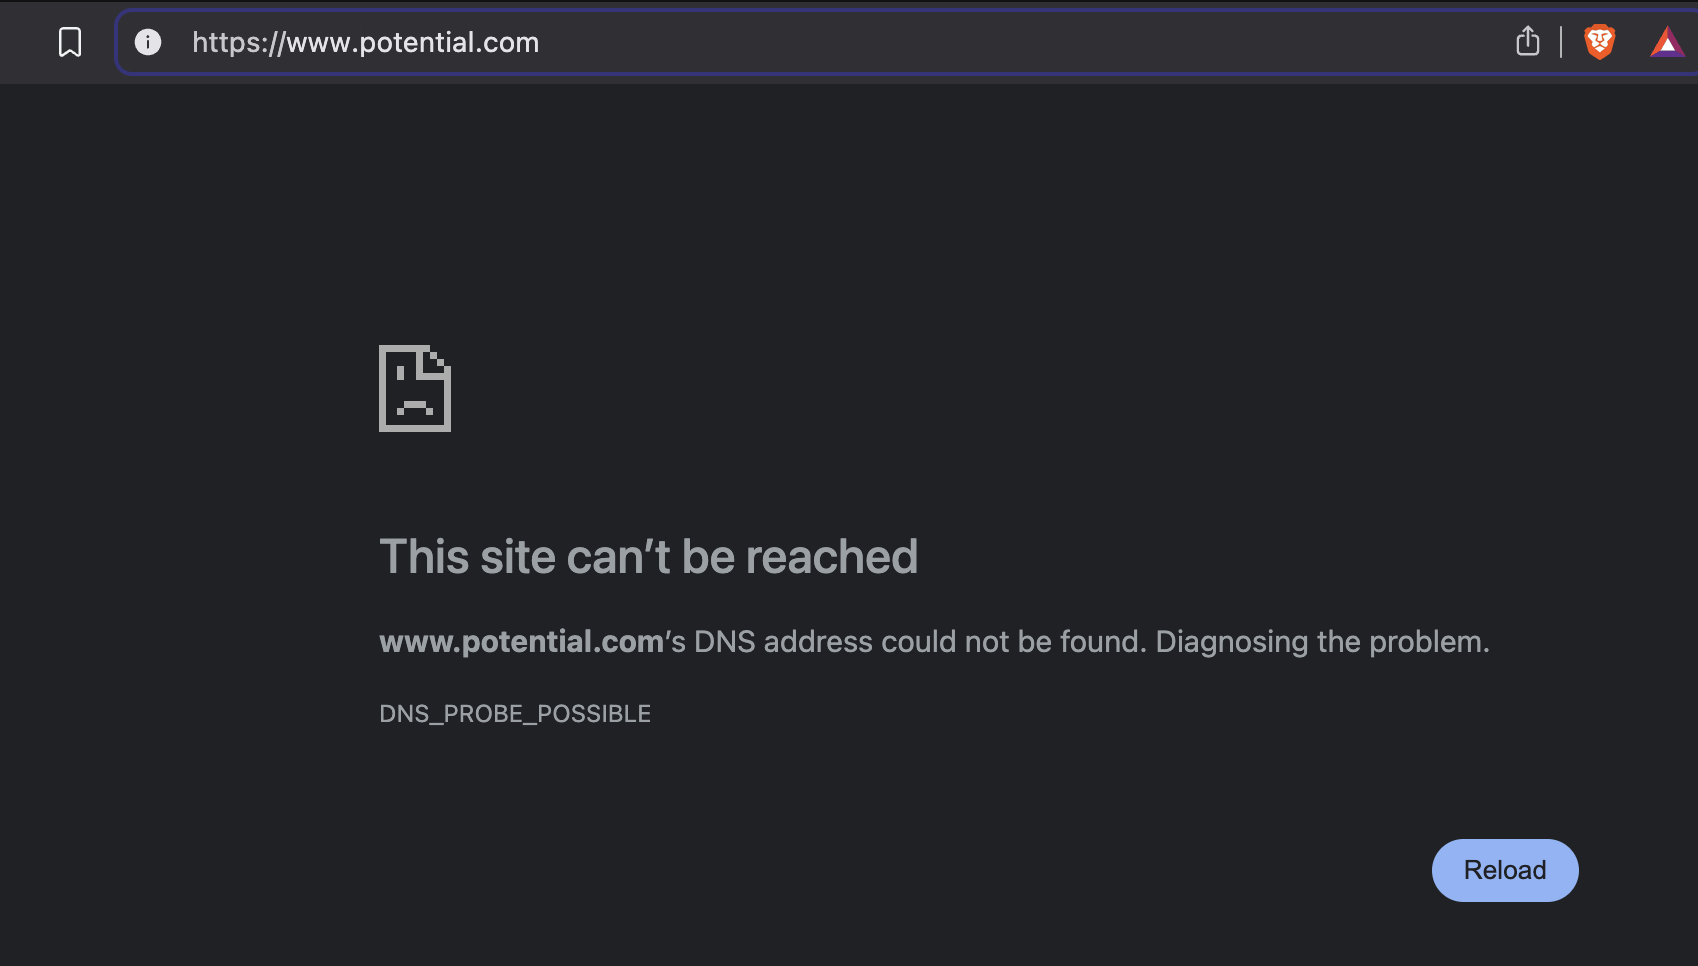 https://www.potential.com
This site can’t be reached
www.potential.com’s DNS address could not be found. Diagnosing the problem.
DNS_PROBE_POSSIBLE
Reload